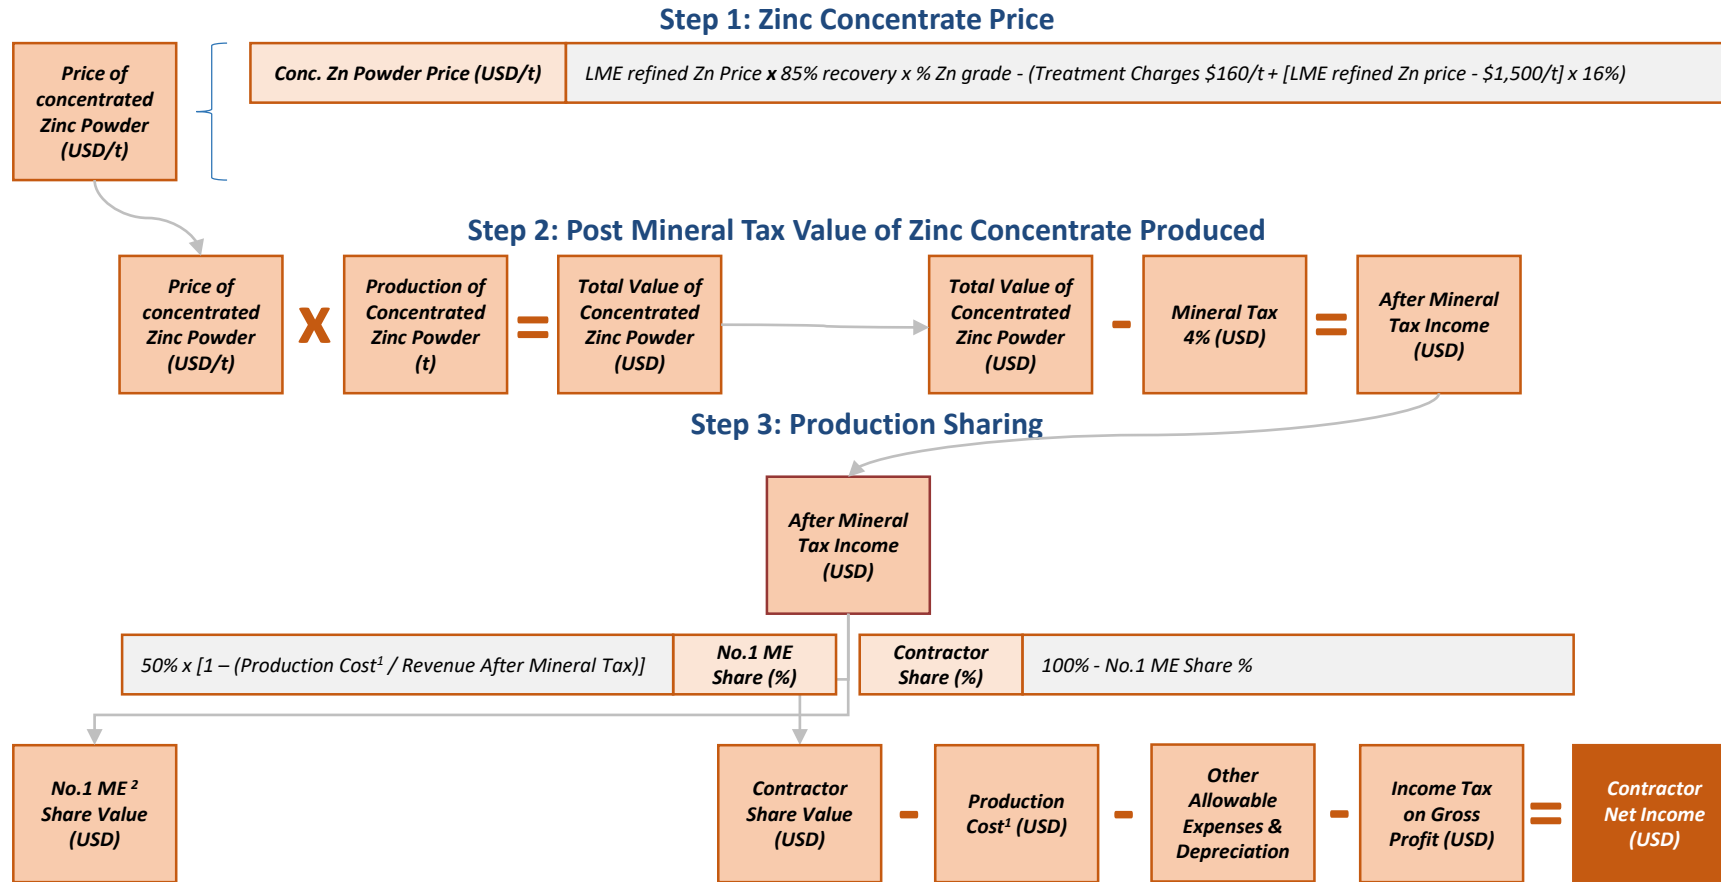 Step 1: Zinc Concentrate Price
Price of
concentrated
Zinc Powder
(USD/t)
Conc. Zn Powder Price (USD/t)
LME refined Zn Price x 85% recovery x % Zn grade - (Treatment Charges $160/t + [LME refined Zn price - $1,500/t] x 16%)
Step 2: Post Mineral Tax Value of Zinc Concentrate Produced
Price of
concentrated
Zinc Powder
(USD/t)
X
Production of
Concentrated
Zinc Powder
(t)
=
Total Value of
Concentrated
Zinc Powder
(USD)
Total Value of
Concentrated
Zinc Powder
(USD)
-
Mineral Tax
4% (USD)
=
After Mineral
Tax Income
(USD)
Step 3: Production Sharing
After Mineral
Tax Income
(USD)
50% x [1 – (Production Cost¹ / Revenue After Mineral Tax)]
No.1 ME
Share (%)
Contractor
Share (%)
100% - No.1 ME Share %
No.1 ME ²
Share Value
(USD)
Contractor
Share Value
(USD)
-
Production
Cost¹ (USD)
-
Other
Allowable
Expenses &
Depreciation
-
Income Tax
on Gross
Profit (USD)
=
Contractor
Net Income
(USD)